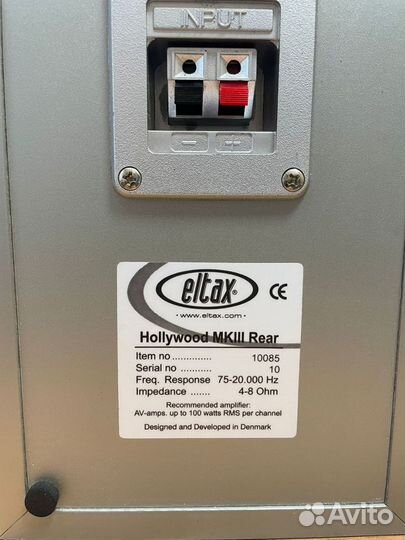 INPUT
- +
eltax®
www.eltax.com
CE
Hollywood MKIII Rear
Item no .............. 10085
Serial no ............ 10
Freq. Response 75-20.000 Hz
Impedance ....... 4-8 Ohm
Recommended amplifier:
AV-amps. up to 100 watts RMS per channel
Designed and Developed in Denmark
Avito